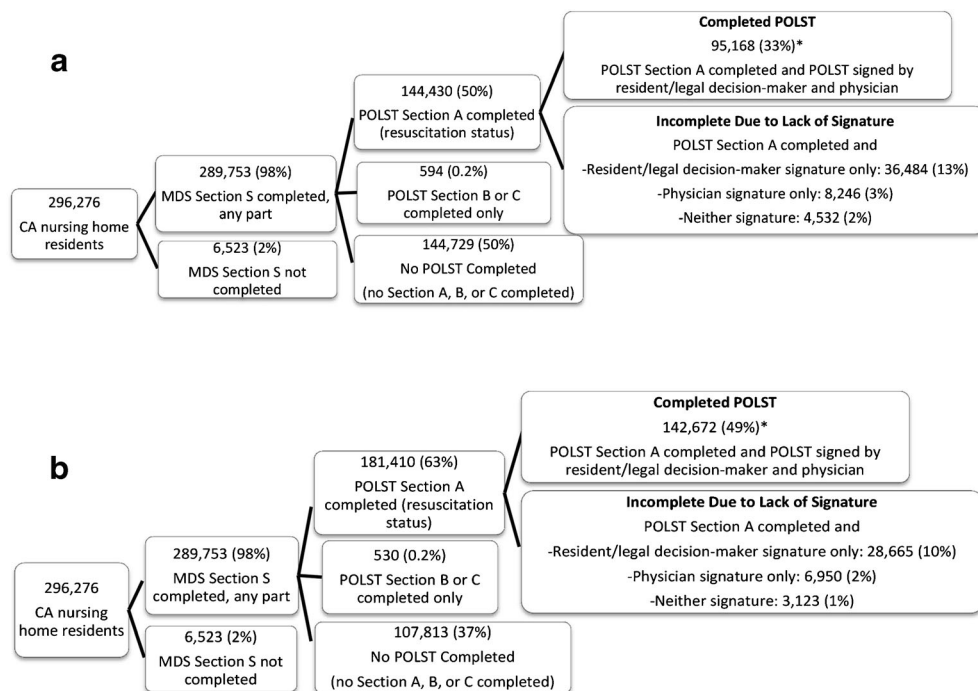 a
296,276
CA nursing home
residents
289,753 (98%)
MDS Section S completed,
any part
6,523 (2%)
MDS Section S not
completed
144,430 (50%)
POLST Section A completed
(resuscitation status)
594 (0.2%)
POLST Section B or C
completed only
144,729 (50%)
No POLST Completed
(no Section A, B, or C completed)
Completed POLST
95,168 (33%)*
POLST Section A completed and POLST signed by
resident/legal decision-maker and physician
Incomplete Due to Lack of Signature
POLST Section A completed and
-Resident/legal decision-maker signature only: 36,484 (13%)
-Physician signature only: 8,246 (3%)
-Neither signature: 4,532 (2%)
b
296,276
CA nursing
home residents
289,753 (98%)
MDS Section S
completed, any part
6,523 (2%)
MDS Section S not
completed
181,410 (63%)
POLST Section A
completed (resuscitation
status)
530 (0.2%)
POLST Section B or C
completed only
107,813 (37%)
No POLST Completed
(no Section A, B, or C completed)
Completed POLST
142,672 (49%)*
POLST Section A completed and POLST signed by
resident/legal decision-maker and physician
Incomplete Due to Lack of Signature
POLST Section A completed and
-Resident/legal decision-maker signature only: 28,665 (10%)
-Physician signature only: 6,950 (2%)
-Neither signature: 3,123 (1%)